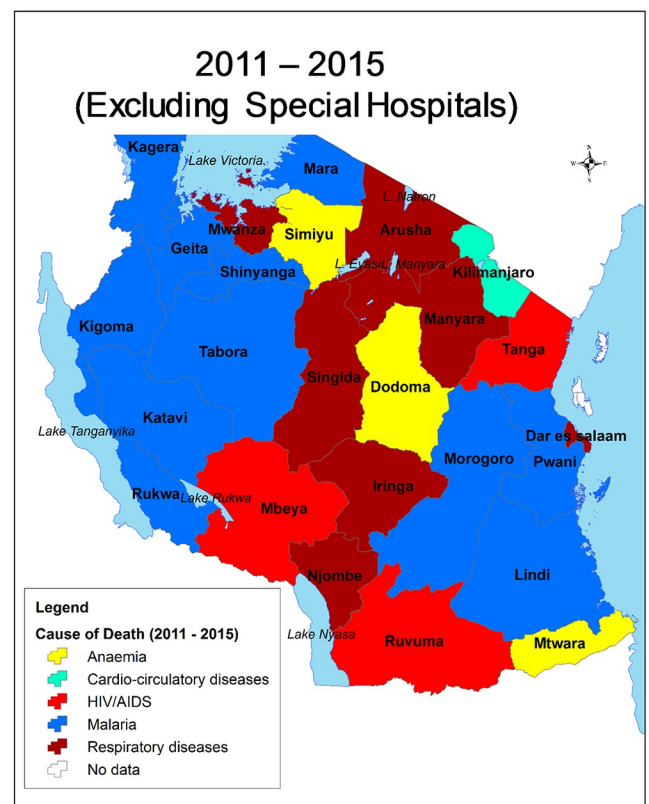 2011 – 2015
(Excluding Special Hospitals)
N
W E
S
Kagera
Lake Victoria.
Mara
L. Natron
Mwanza
Simiyu
Arusha
Geita
L. Eyasi
L. Manyara
Shinyanga
Kilimanjaro
Kigoma
Manyara
Tabora
Tanga
Singida
Dodoma
Katavi
Lake Tanganyika
Dar es salaam
Morogoro
Pwani
Rukwa
Lake Rukwa
Iringa
Mbeya
Njombe
Lindi
Lake Nyasa
Ruvuma
Mtwara
Legend
Cause of Death (2011 - 2015)
Anaemia
Cardio-circulatory diseases
HIV/AIDS
Malaria
Respiratory diseases
No data